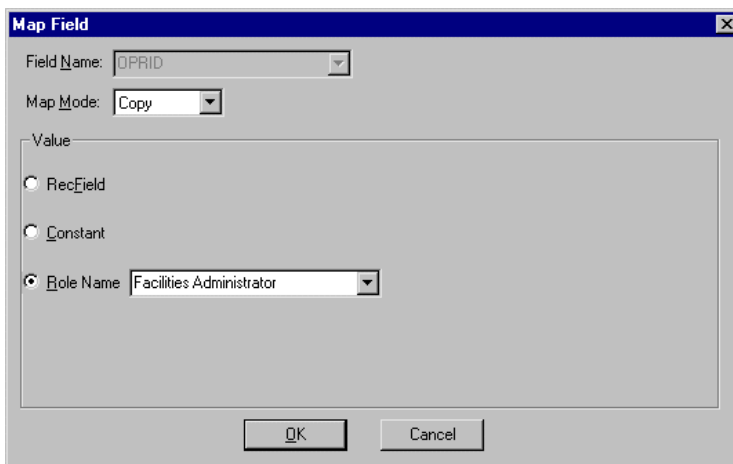 Map Field
Field Name: OPRID
Map Mode: Copy
Value
RecField
Constant
Role Name Facilities Administrator
OK Cancel